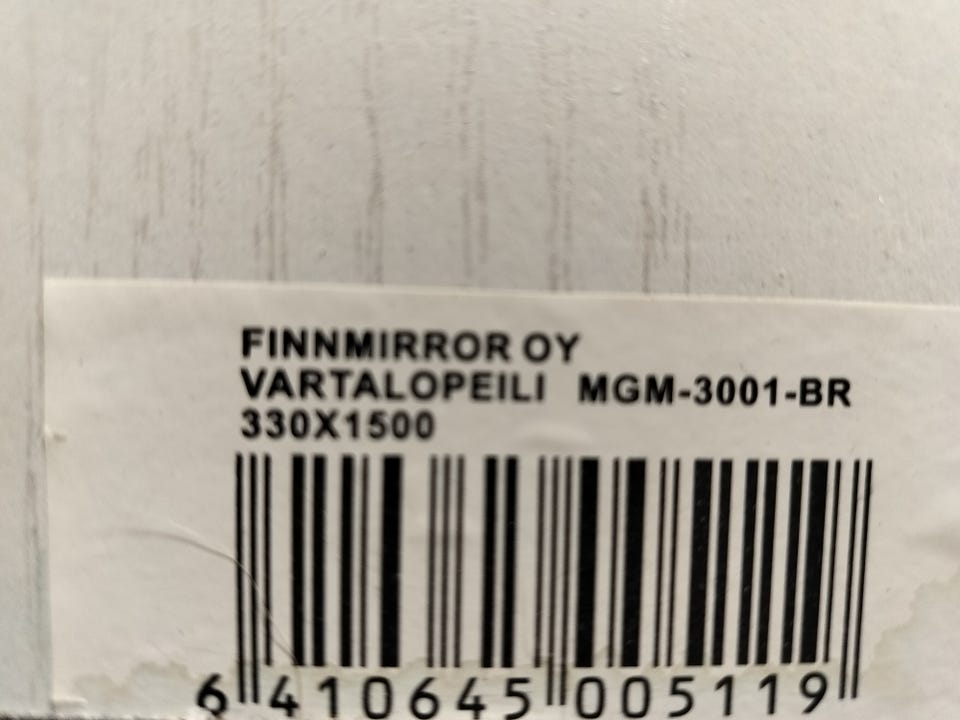 FINNMIRROR OY
VARTALOPEILI MGM-3001-BR
330X1500
6 410645 005119